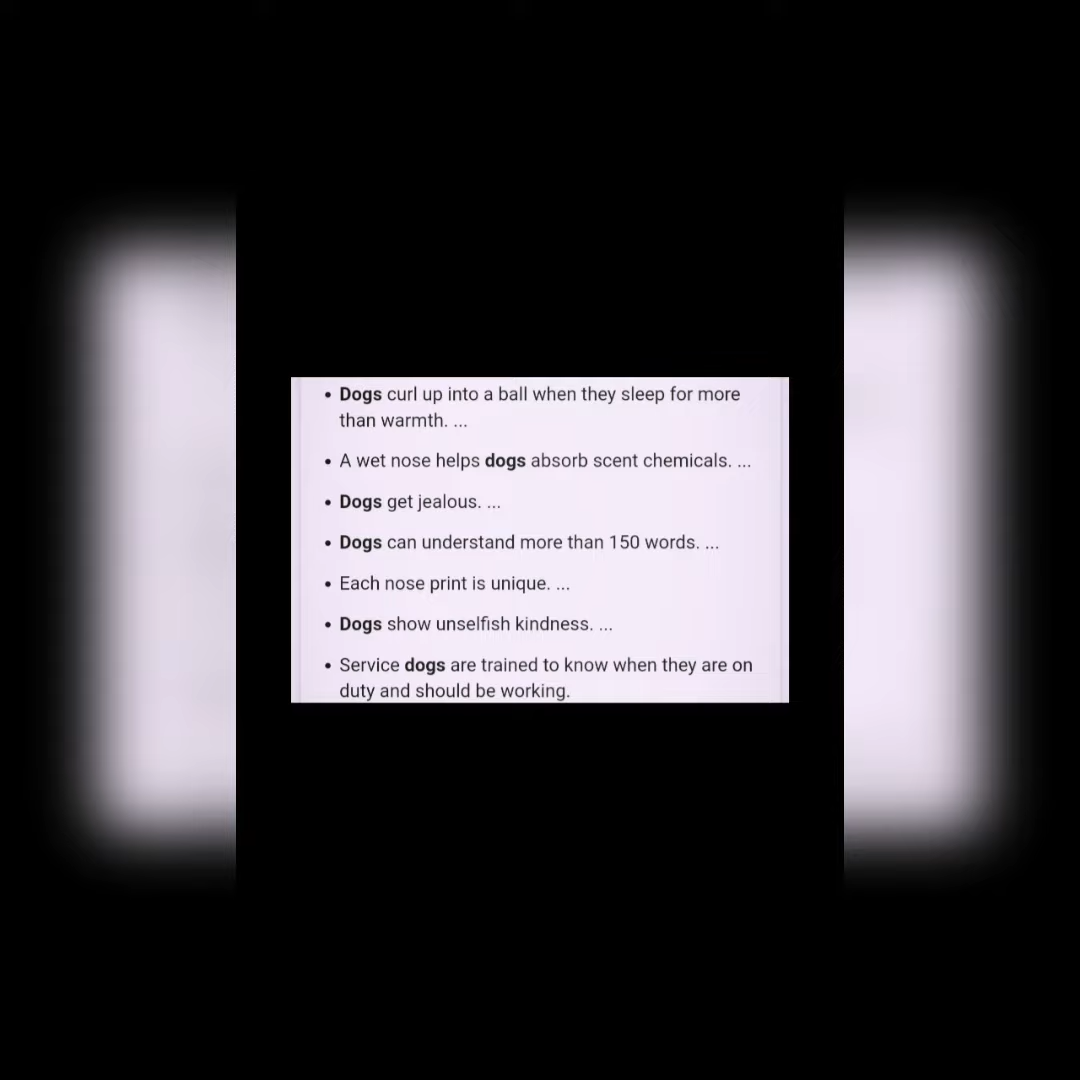 • Dogs curl up into a ball when they sleep for more
than warmth. ...
• A wet nose helps dogs absorb scent chemicals. ...
• Dogs get jealous. ...
• Dogs can understand more than 150 words. ...
• Each nose print is unique. ...
• Dogs show unselfish kindness. ...
• Service dogs are trained to know when they are on
duty and should be working.